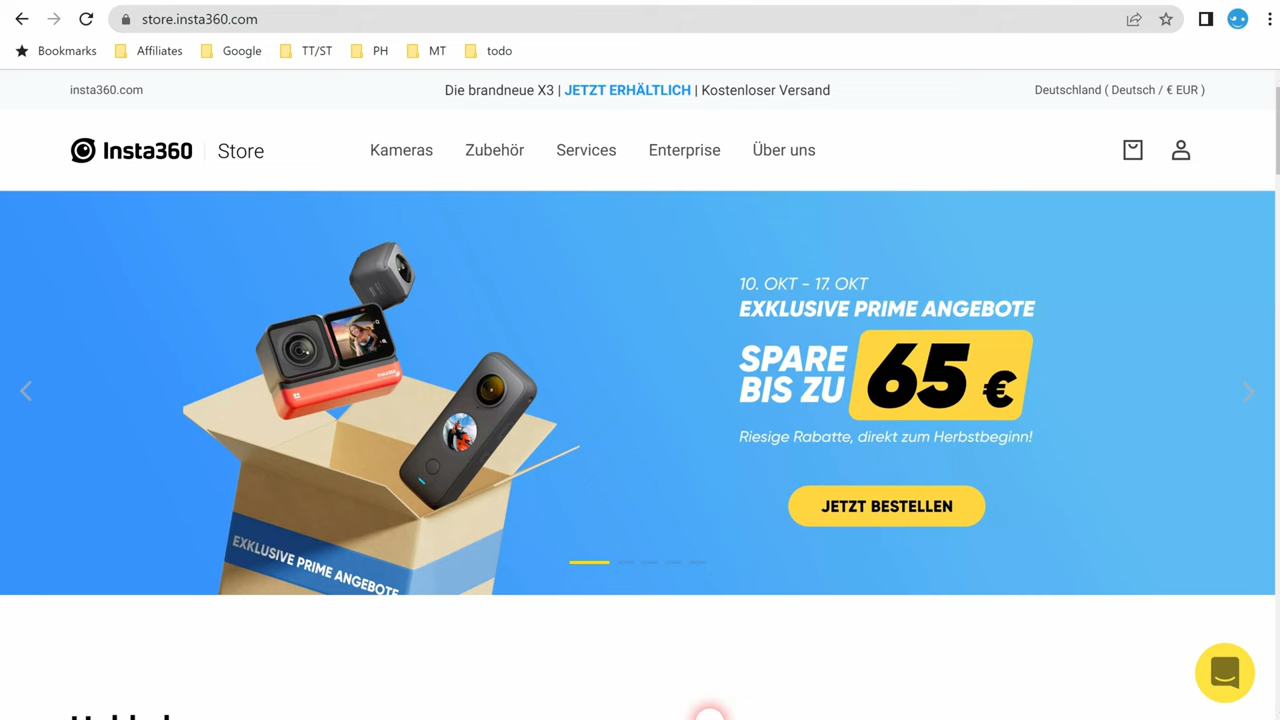 store.insta360.com
Bookmarks Affiliates Google TT/ST PH MT todo
insta360.com
Die brandneue X3 | JETZT ERHÄLTLICH | Kostenloser Versand
Deutschland ( Deutsch / € EUR )
Insta360 | Store
Kameras Zubehör Services Enterprise Über uns
10. OKT - 17. OKT
EXKLUSIVE PRIME ANGEBOTE
SPARE
BIS ZU
65 €
Riesige Rabatte, direkt zum Herbstbeginn!
JETZT BESTELLEN
EXKLUSIVE PRIME ANGEBOTE